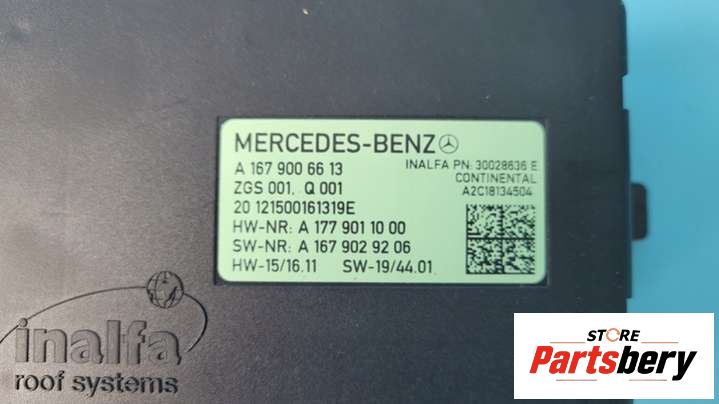 MERCEDES-BENZ
A 167 900 66 13
ZGS 001, Q 001
20 121500161319E
HW-NR: A 177 901 10 00
SW-NR: A 167 902 92 06
HW-15/16.11 SW-19/44.01
INALFA PN: 30028636 E
CONTINENTAL
A2C18134504
inalfa
roof systems
STORE
Partsbery